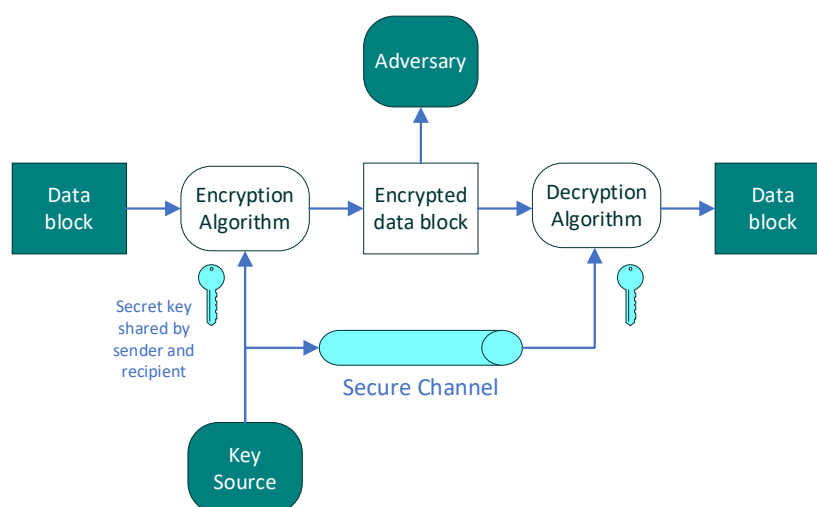 Adversary
Data
block
Encryption
Algorithm
Encrypted
data block
Decryption
Algorithm
Data
block
Secret key
shared by
sender and
recipient
Secure Channel
Key
Source